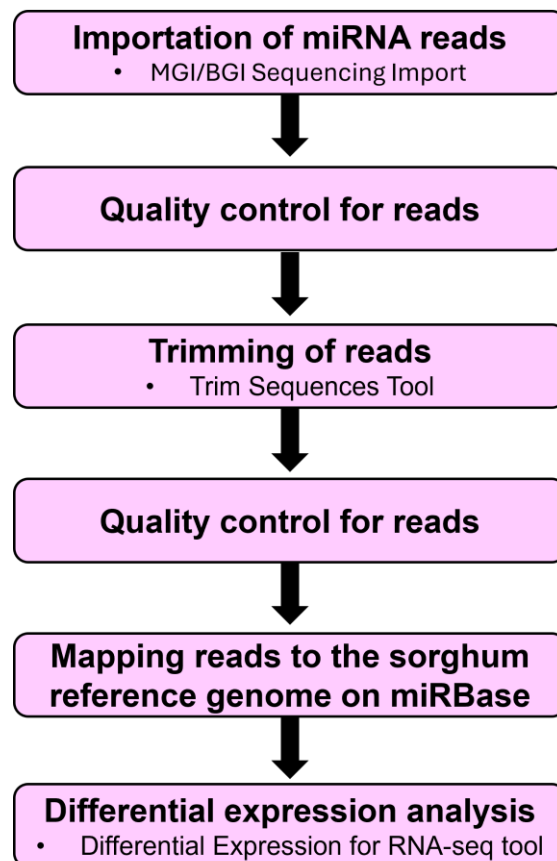 Importation of miRNA reads
• MGI/BGI Sequencing Import
Quality control for reads
Trimming of reads
• Trim Sequences Tool
Quality control for reads
Mapping reads to the sorghum
reference genome on miRBase
Differential expression analysis
• Differential Expression for RNA-seq tool